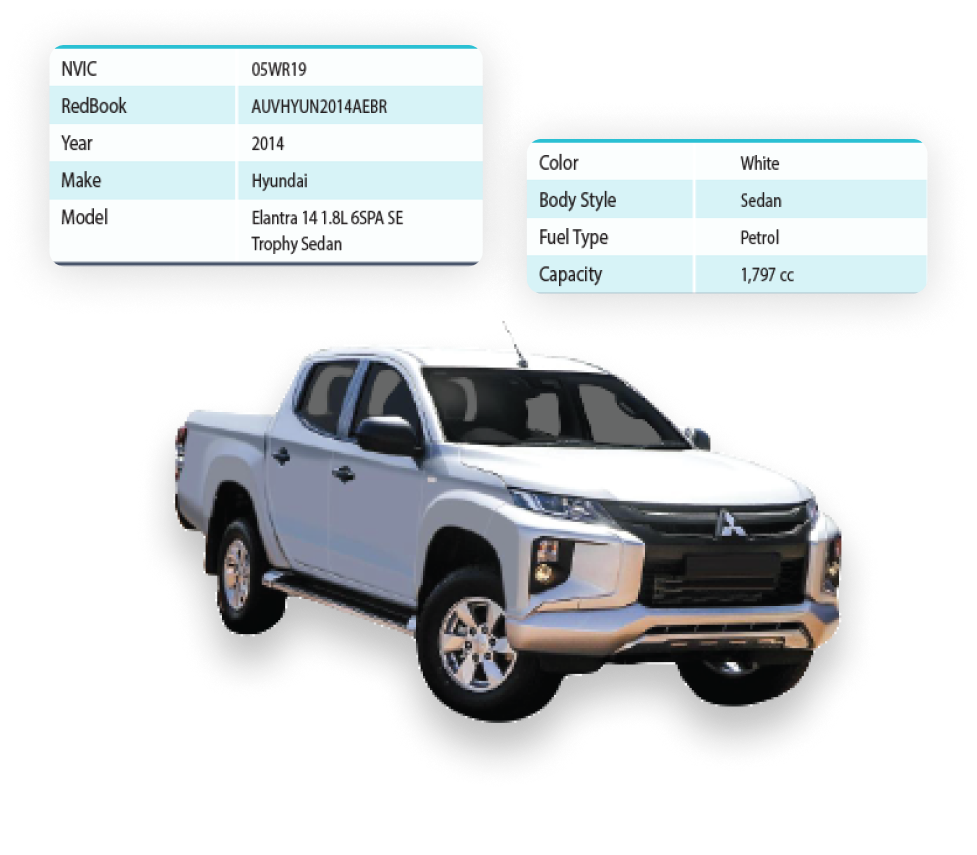 NVIC 05WR19
RedBook AUVHYUN2014AEBR
Year 2014
Make Hyundai
Model Elantra 14 1.8L 6SPA SE
Trophy Sedan
Color White
Body Style Sedan
Fuel Type Petrol
Capacity 1,797 cc